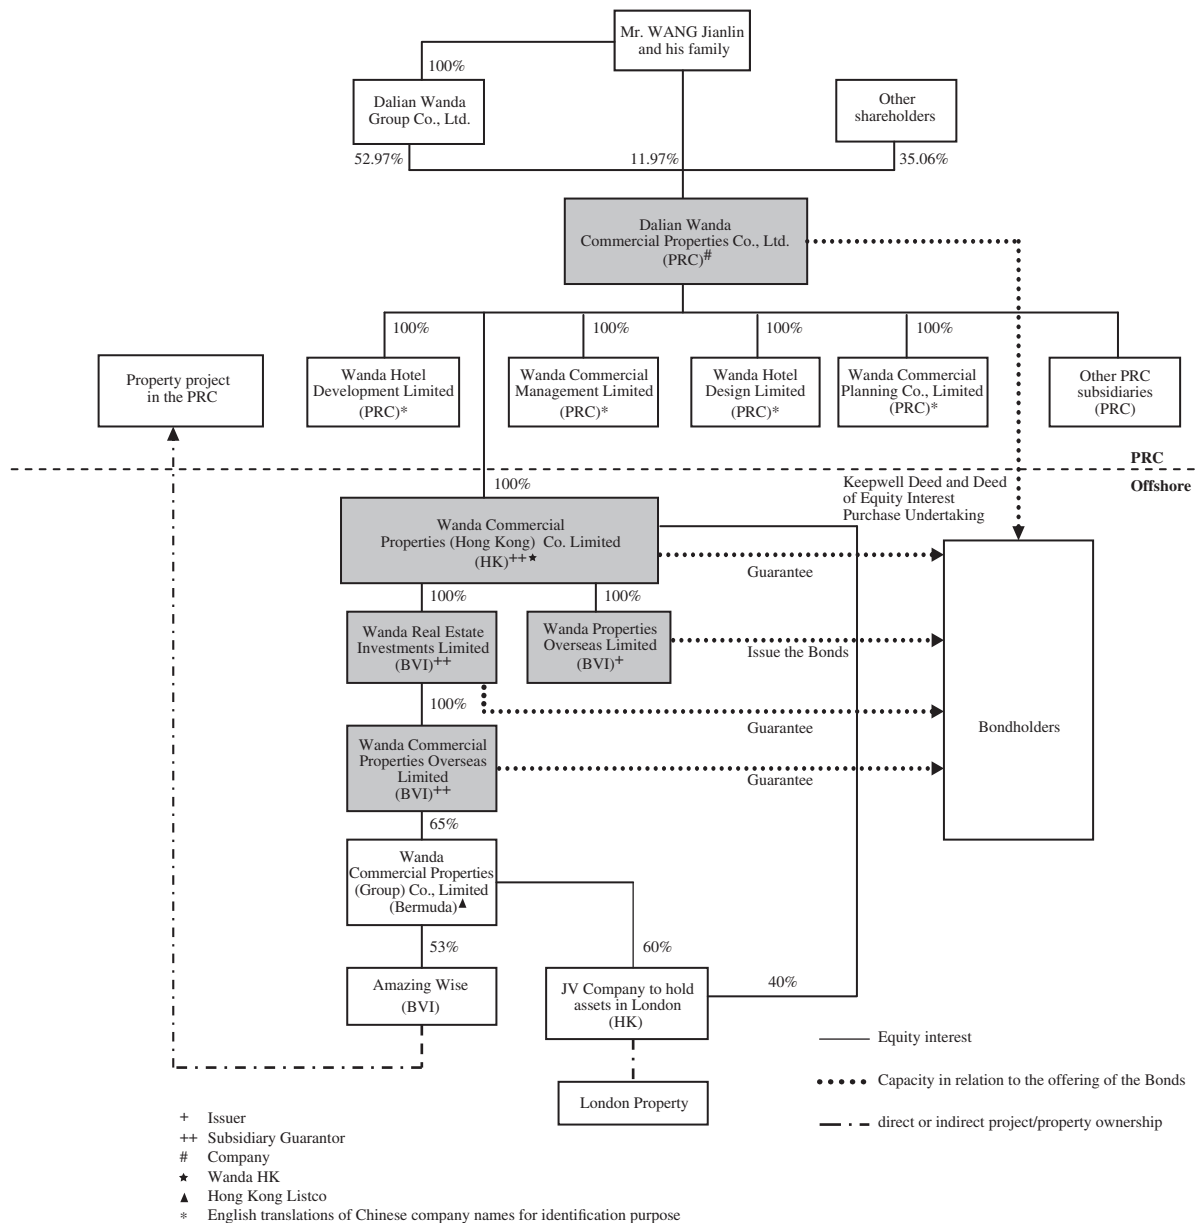 Mr. WANG Jianlin
and his family
100%
Dalian Wanda
Group Co., Ltd.
Other
shareholders
52.97%
11.97%
35.06%
Dalian Wanda
Commercial Properties Co., Ltd.
(PRC)#
100%
100%
100%
100%
Property project
in the PRC
Wanda Hotel
Development Limited
(PRC)*
Wanda Commercial
Management Limited
(PRC)*
Wanda Hotel
Design Limited
(PRC)*
Wanda Commercial
Planning Co., Limited
(PRC)*
Other PRC
subsidiaries
(PRC)
PRC
Offshore
100%
Keepwell Deed and Deed
of Equity Interest
Purchase Undertaking
Wanda Commercial
Properties (Hong Kong) Co. Limited
(HK)++★
Guarantee
100%
100%
Wanda Real Estate
Investments Limited
(BVI)++
Wanda Properties
Overseas Limited
(BVI)+
Issue the Bonds
100%
Guarantee
Bondholders
Wanda Commercial
Properties Overseas
Limited
(BVI)++
Guarantee
65%
Wanda
Commercial Properties
(Group) Co., Limited
(Bermuda)▲
53%
60%
40%
Amazing Wise
(BVI)
JV Company to hold
assets in London
(HK)
London Property
Equity interest
Capacity in relation to the offering of the Bonds
direct or indirect project/property ownership
+ Issuer
++ Subsidiary Guarantor
# Company
★ Wanda HK
▲ Hong Kong Listco
* English translations of Chinese company names for identification purpose